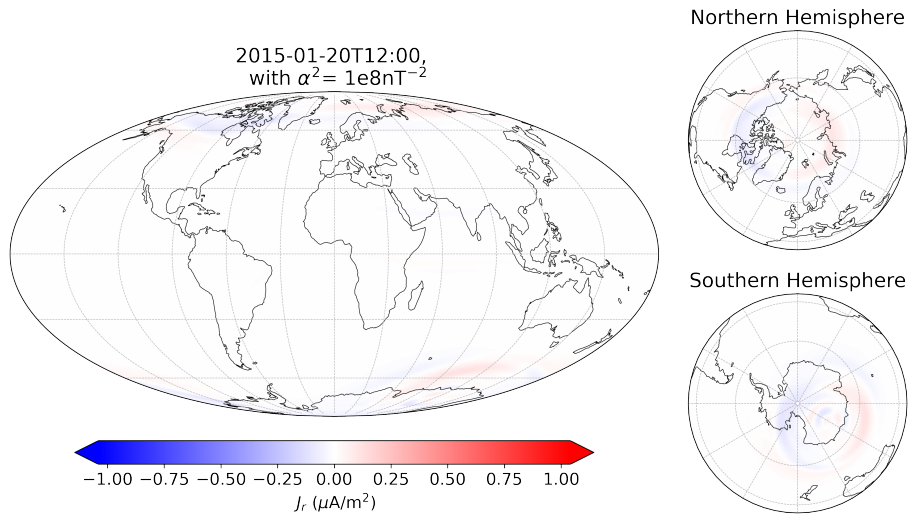 2015-01-20T12:00,
with α²= 1e8nT⁻²
Northern Hemisphere
Southern Hemisphere
−1.00 −0.75 −0.50 −0.25 0.00 0.25 0.50 0.75 1.00
Jᵣ (μA/m²)